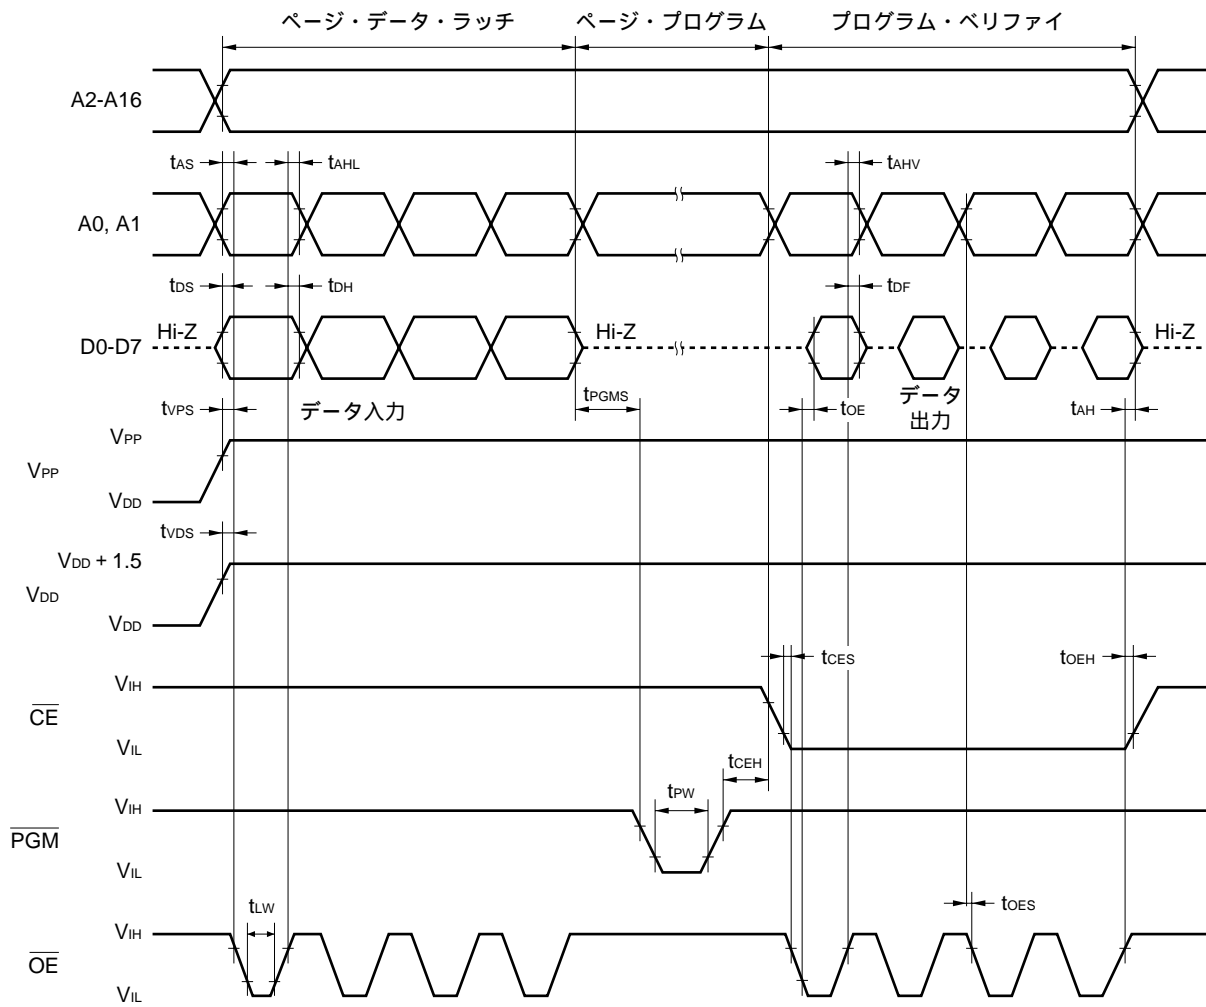 ページ・データ・ラッチ ページ・プログラム プログラム・ベリファイ
A2-A16
tAS tAHL tAHV
A0, A1
tDS tDH tDF
Hi-Z Hi-Z Hi-Z
D0-D7
tVPS データ入力 tPGMS tOE データ出力 tAH
VPP
VPP
VDD
tVDS
VDD + 1.5
VDD
VDD
tCES tOEH
VIH
CE
VIL
tCEH
VIH tPW
PGM
VIL
tLW tOES
VIH
OE
VIL